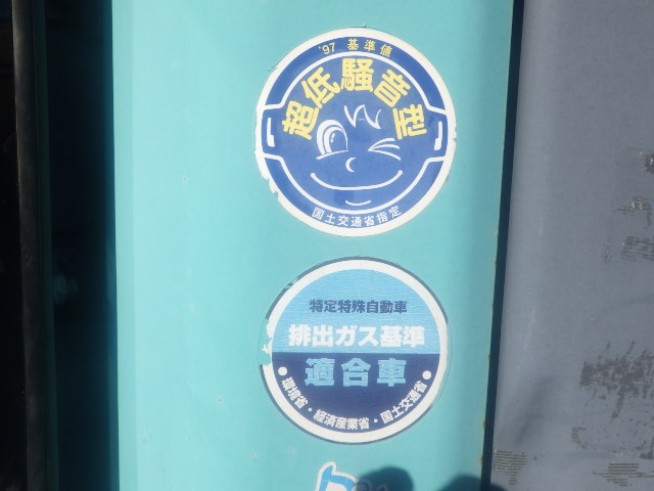 '97 基準値
超低騒音型
国土交通省指定
特定特殊自動車
排出ガス基準
適合車
●環境省・経済産業省・国土交通省●